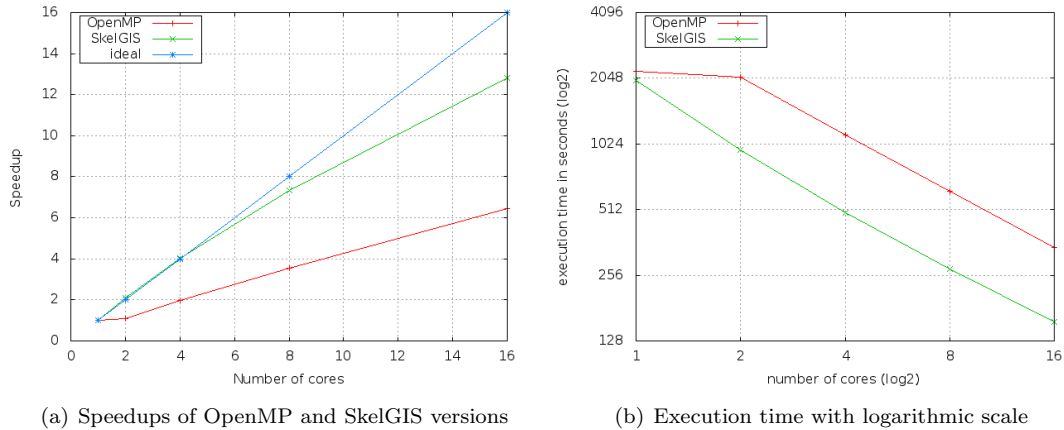 16
14
12
10
8
6
4
2
0
Speedup
OpenMP
SkelGIS
ideal
0 2 4 6 8 10 12 14 16
Number of cores
(a) Speedups of OpenMP and SkelGIS versions
4096
2048
1024
512
256
128
execution time in seconds (log2)
OpenMP
SkelGIS
1 2 4 8 16
number of cores (log2)
(b) Execution time with logarithmic scale